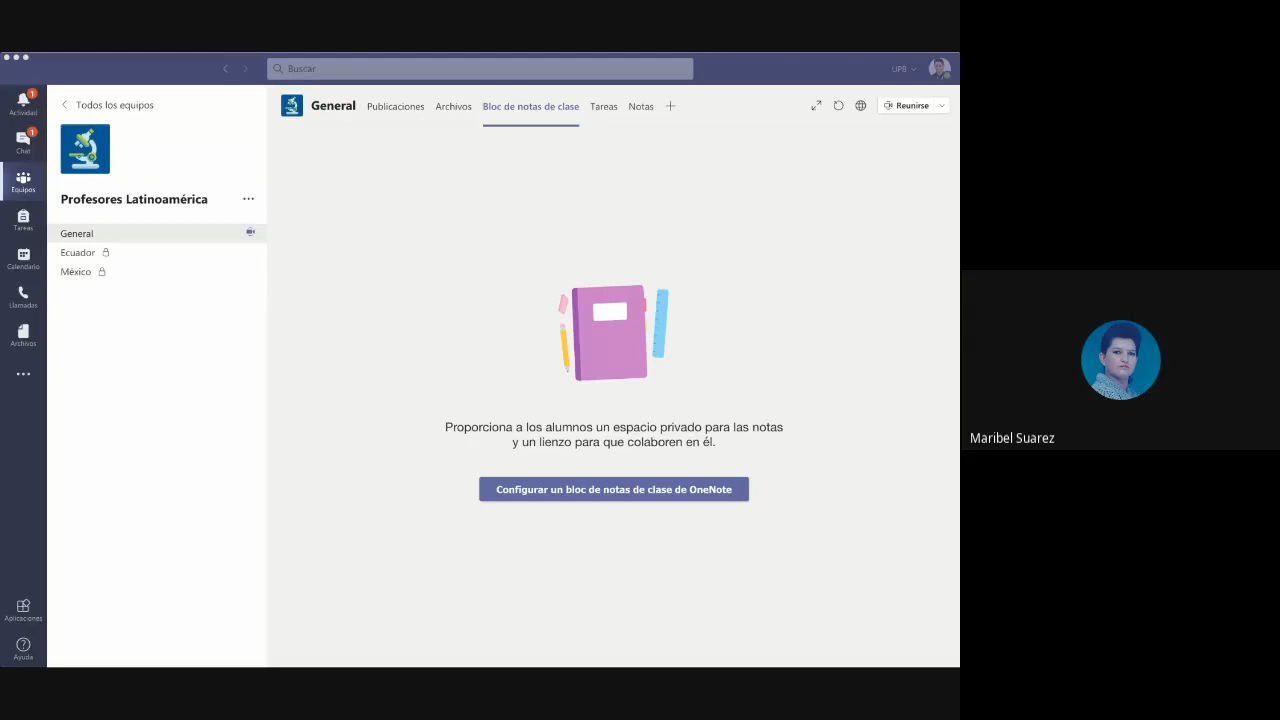 Buscar
UPB
1
Actividad
1
Chat
Equipos
Tareas
Calendario
Llamadas
Archivos
Aplicaciones
Ayuda
Todos los equipos
Profesores Latinoamérica
General
Ecuador
México
General Publicaciones Archivos Bloc de notas de clase Tareas Notas
Reunirse
Proporciona a los alumnos un espacio privado para las notas
y un lienzo para que colaboren en él.
Configurar un bloc de notas de clase de OneNote
Maribel Suarez